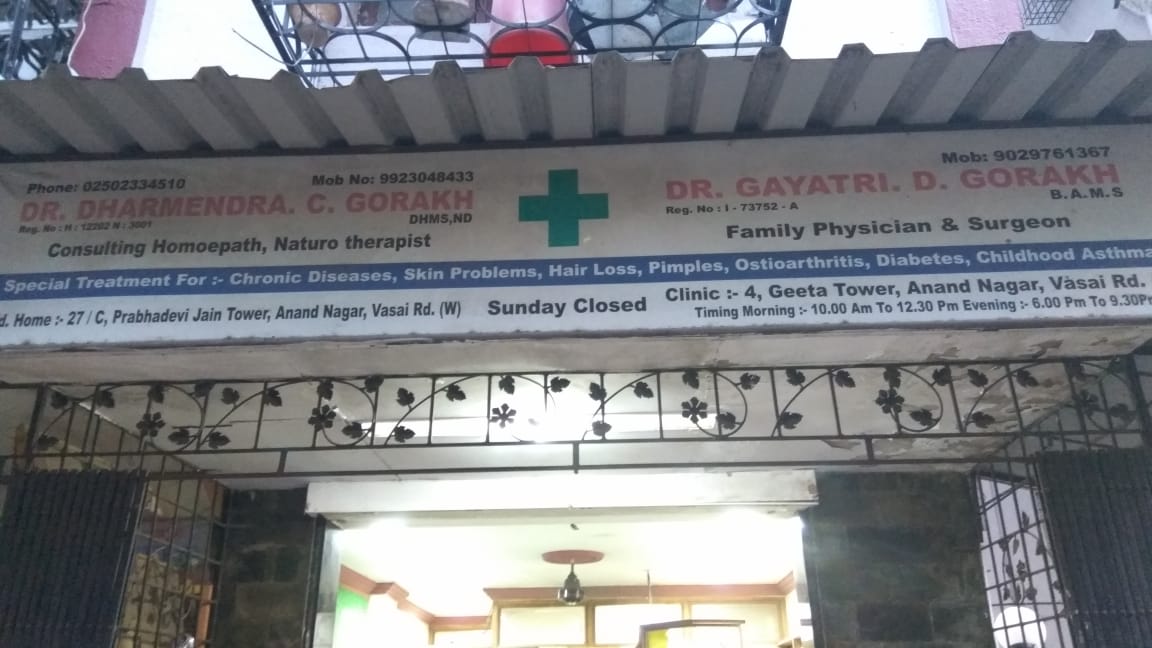 Phone: 02502334510
Mob No: 9923048433
DR. DHARMENDRA. C. GORAKH
DHMS,ND
Reg. No : H : 12202 N : 3001
Consulting Homoepath, Naturo therapist
Mob: 9029761367
DR. GAYATRI. D. GORAKH
B.A.M.S
Reg. No : I - 73752 - A
Family Physician & Surgeon
Special Treatment For :- Chronic Diseases, Skin Problems, Hair Loss, Pimples, Ostioarthritis, Diabetes, Childhood Asthma
d. Home :- 27 / C, Prabhadevi Jain Tower, Anand Nagar, Vasai Rd. (W)
Sunday Closed
Clinic :- 4, Geeta Tower, Anand Nagar, Vasai Rd.
Timing Morning :- 10.00 Am To 12.30 Pm Evening :- 6.00 Pm To 9.30Pm